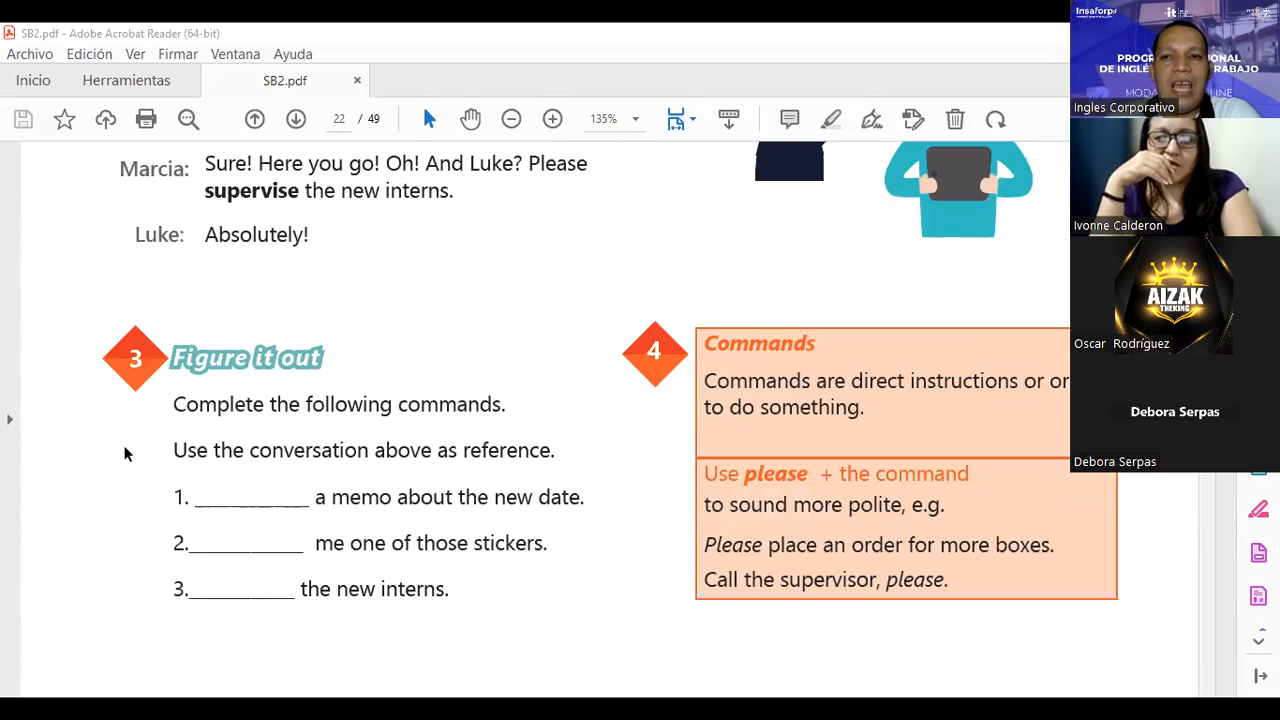 SB2.pdf - Adobe Acrobat Reader (64-bit)
Archivo Edición Ver Firmar Ventana Ayuda
Inicio Herramientas SB2.pdf ×
22 / 49 135%
Marcia: Sure! Here you go! Oh! And Luke? Please
supervise the new interns.
Luke: Absolutely!
3 Figure it out
Complete the following commands.
Use the conversation above as reference.
1. ___________ a memo about the new date.
2.___________ me one of those stickers.
3.__________ the new interns.
4 Commands
Commands are direct instructions or or
to do something.
Use please + the command
to sound more polite, e.g.
Please place an order for more boxes.
Call the supervisor, please.
Insaforp it
Ingles Corporativo
Ivonne Calderon
AIZAK
THEKING
Oscar Rodríguez
Debora Serpas
Debora Serpas